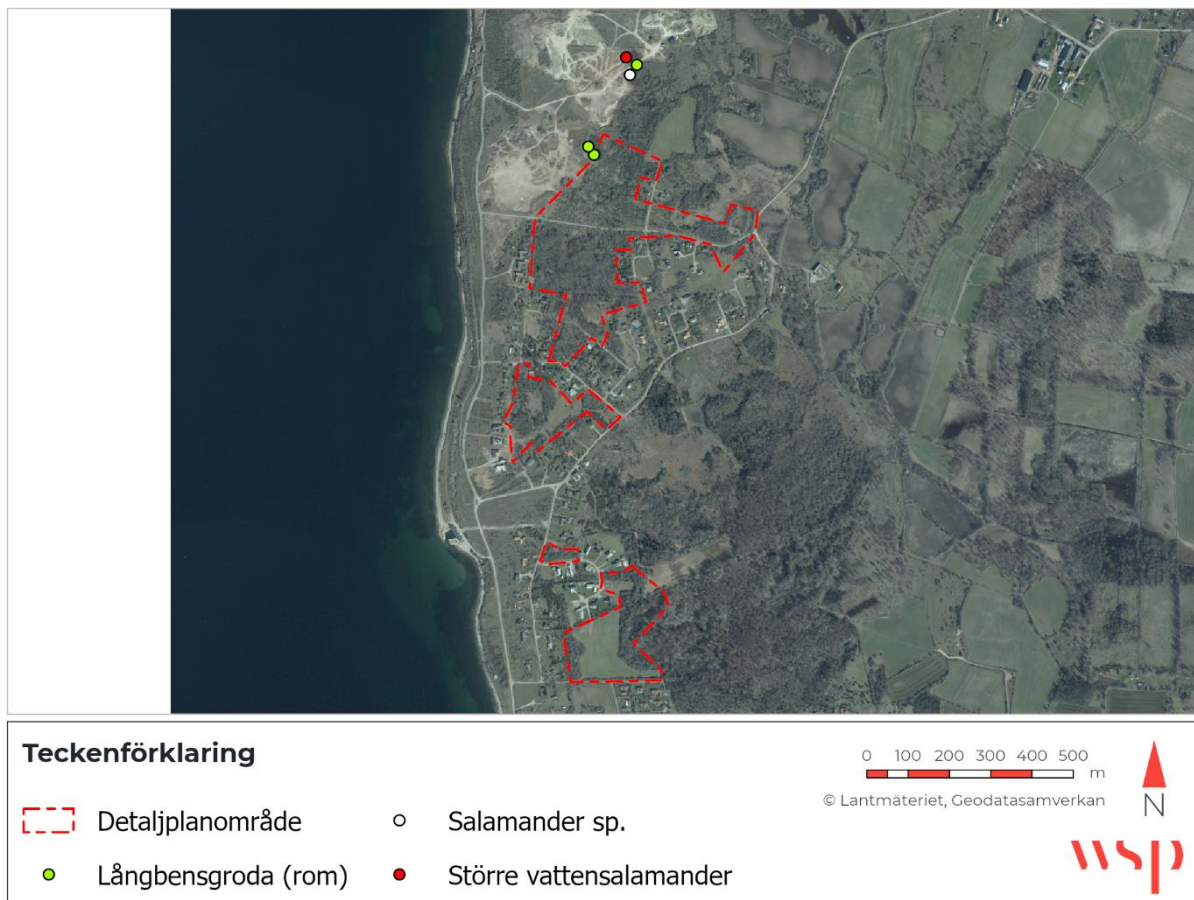 Teckenförklaring
Detaljplanområde
Långbensgroda (rom)
Salamander sp.
Större vattensalamander
0 100 200 300 400 500
m
© Lantmäteriet, Geodatasamverkan
N
wsp